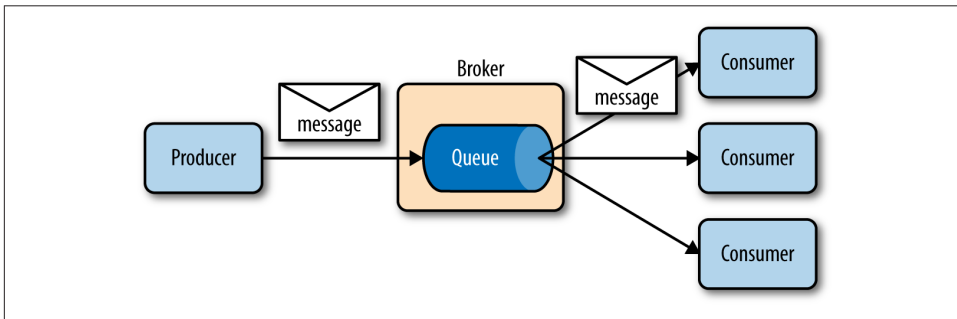 Broker
Consumer
message
message
Producer
Queue
Consumer
Consumer